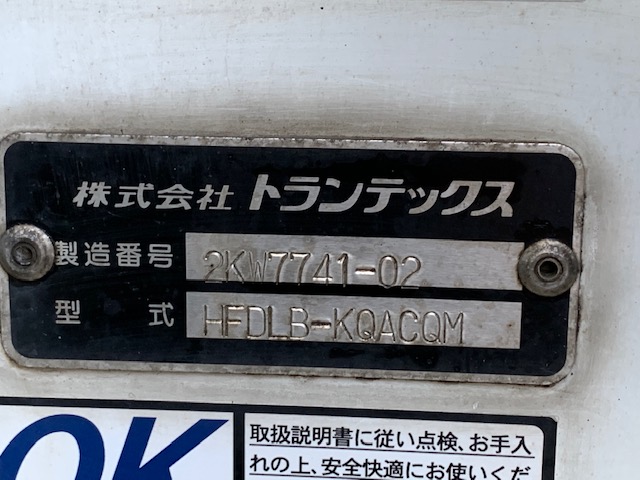 株式会社トランテックス
製造番号 2KW7741-02
型式 HFDLB-KQACQM
OK
取扱説明書に従い点検、お手入
れの上、安全快適にお使いくだ